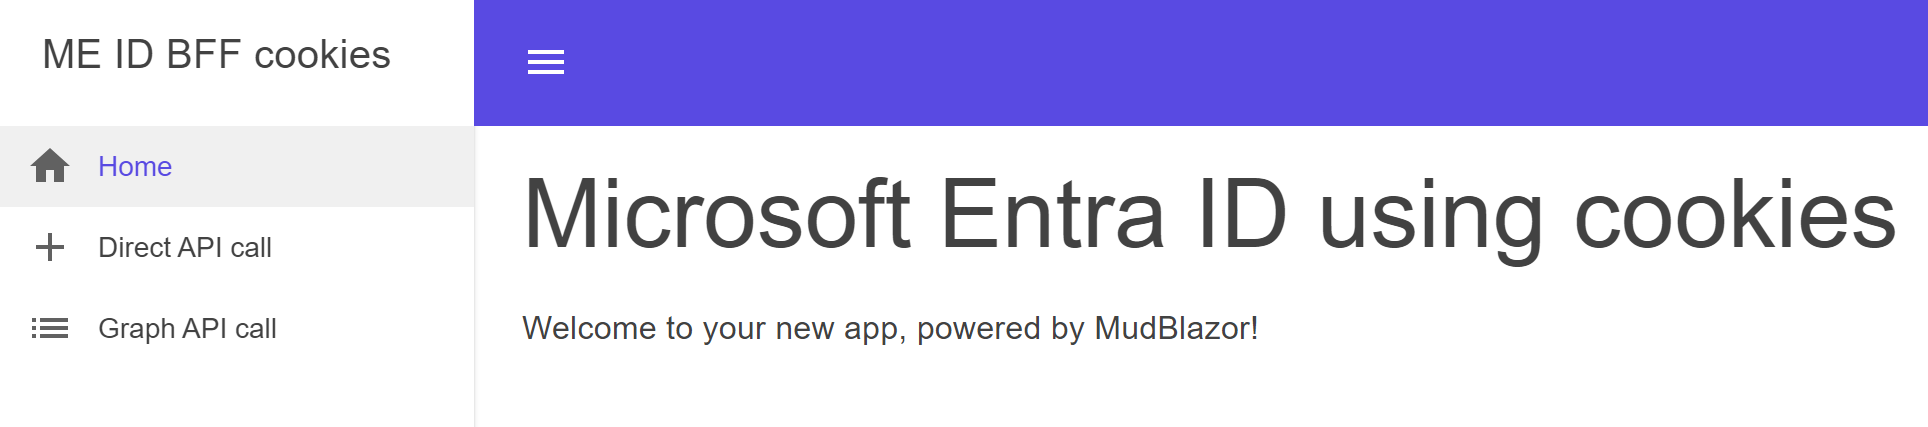 ME ID BFF cookies
Home
Direct API call
Graph API call
Microsoft Entra ID using cookies
Welcome to your new app, powered by MudBlazor!